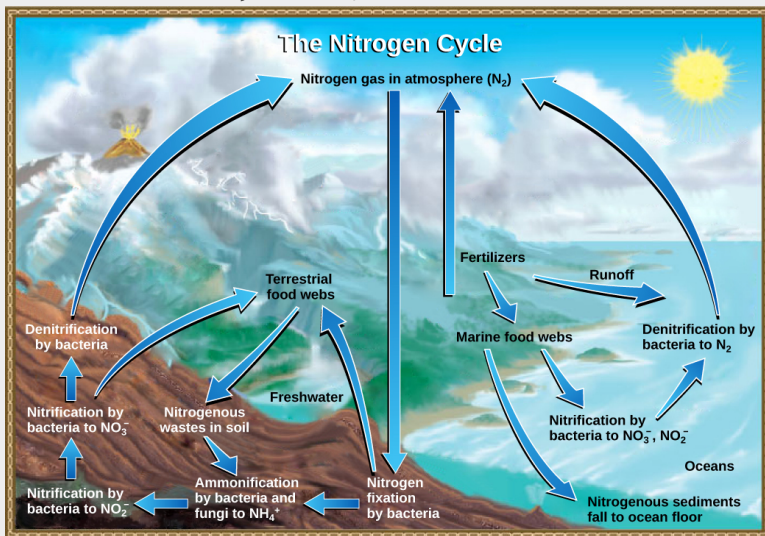 The Nitrogen Cycle
Nitrogen gas in atmosphere (N₂)
Fertilizers
Runoff
Terrestrial
food webs
Denitrification
by bacteria
Marine food webs
Denitrification by
bacteria to N₂
Freshwater
Nitrification by
bacteria to NO₃⁻
Nitrogenous
wastes in soil
Nitrification by
bacteria to NO₃⁻, NO₂⁻
Oceans
Nitrification by
bacteria to NO₂⁻
Ammonification
by bacteria and
fungi to NH₄⁺
Nitrogen
fixation
by bacteria
Nitrogenous sediments
fall to ocean floor